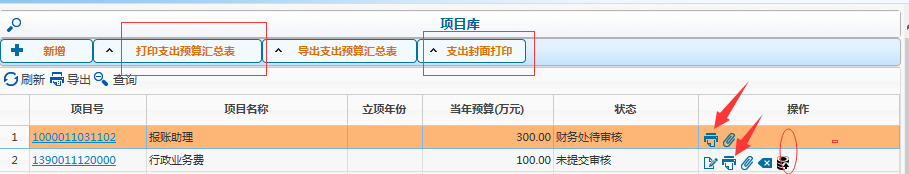 项目库
新增 打印支出预算汇总表 导出支出预算汇总表 支出封面打印
刷新 导出 查询
项目号 项目名称 立项年份 当年预算(万元) 状态 操作
1 1000011031102 报账助理 300.00 财务处待审核
2 1390011120000 行政业务费 100.00 未提交审核